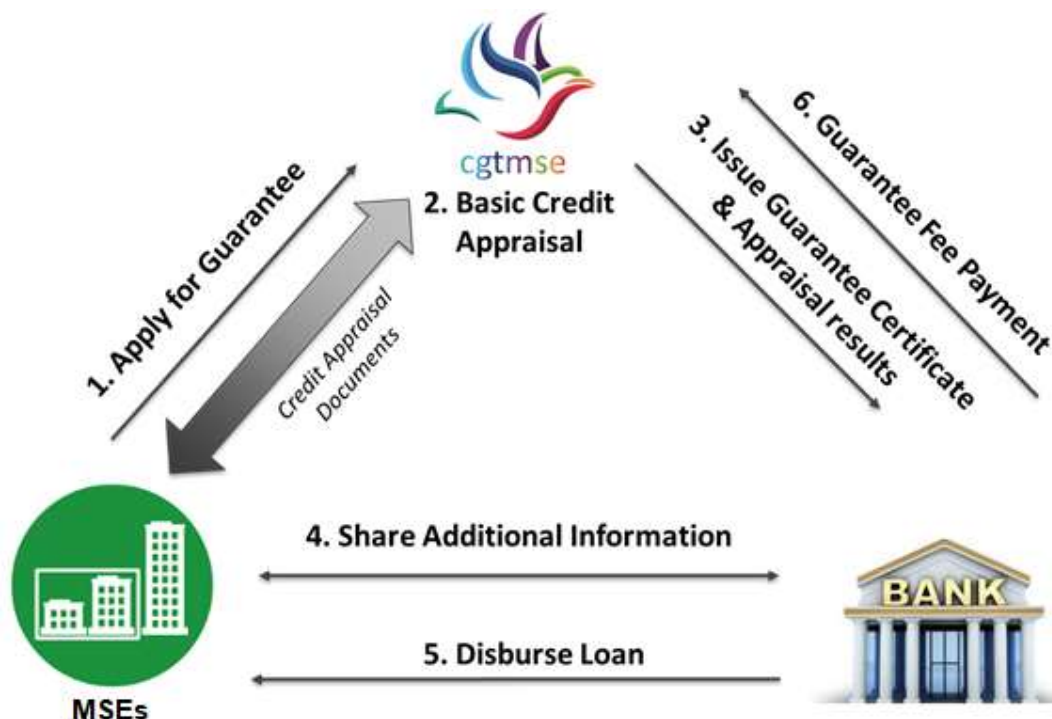 cgtmse
2. Basic Credit
Appraisal
1. Apply for Guarantee
Credit Appraisal
Documents
3. Issue Guarantee Certificate
& Appraisal results
6. Guarantee Fee Payment
4. Share Additional Information
BANK
5. Disburse Loan
MSEs